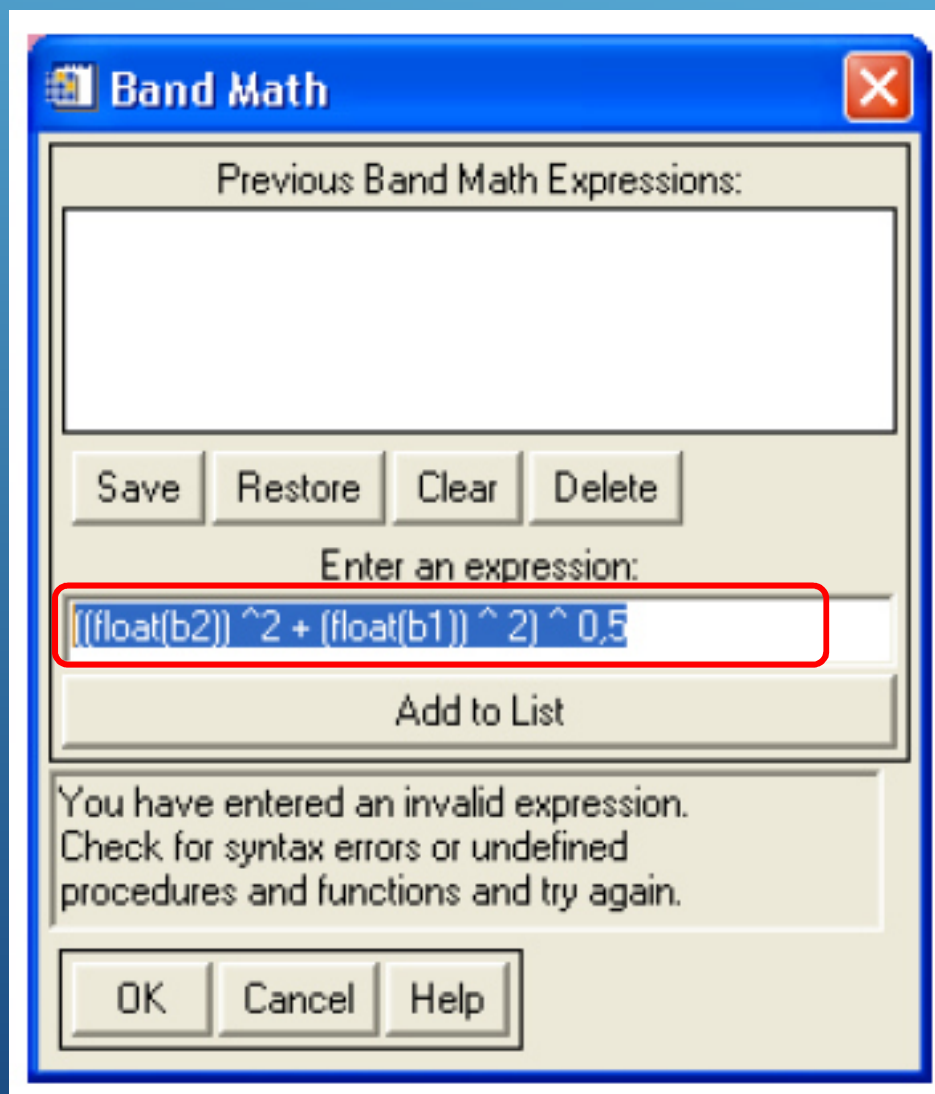 Band Math
Previous Band Math Expressions:
Save Restore Clear Delete
Enter an expression:
((float(b2)) ^2 + (float(b1)) ^ 2) ^ 0,5
Add to List
You have entered an invalid expression.
Check for syntax errors or undefined
procedures and functions and try again.
OK Cancel Help